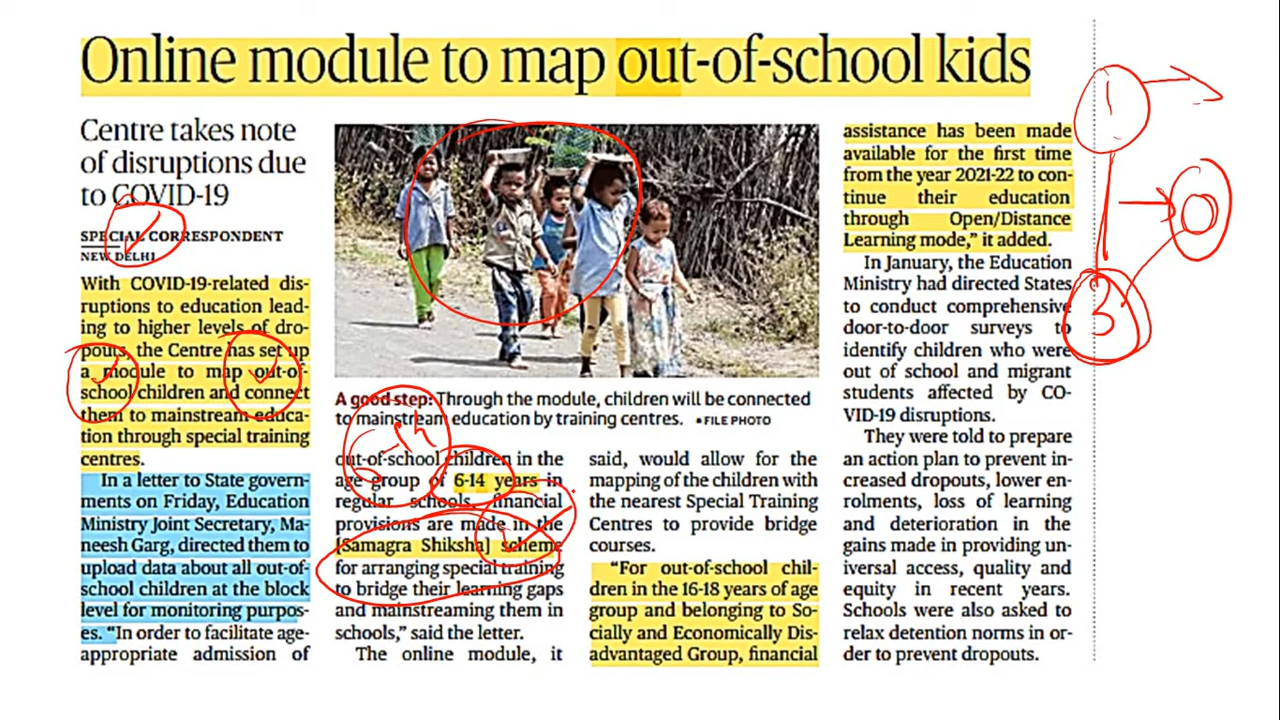 Online module to map out-of-school kids
Centre takes note
of disruptions due
to COVID-19
SPECIAL CORRESPONDENT
NEW DELHI
With COVID-19-related dis-
ruptions to education lead-
ing to higher levels of dro-
pouts, the Centre has set up
a module to map out-of-
school children and connect
them to mainstream educa-
tion through special training
centres.
In a letter to State govern-
ments on Friday, Education
Ministry Joint Secretary, Ma-
neesh Garg, directed them to
upload data about all out-of-
school children at the block
level for monitoring purpos-
es. “In order to facilitate age-
appropriate admission of
A good step: Through the module, children will be connected
to mainstream education by training centres. •FILE PHOTO
out-of-school children in the
age group of 6-14 years in
regular schools, financial
provisions are made in the
[Samagra Shiksha] scheme
for arranging special training
to bridge their learning gaps
and mainstreaming them in
schools,” said the letter.
The online module, it
said, would allow for the
mapping of the children with
the nearest Special Training
Centres to provide bridge
courses.
“For out-of-school chil-
dren in the 16-18 years of age
group and belonging to So-
cially and Economically Dis-
advantaged Group, financial
assistance has been made
available for the first time
from the year 2021-22 to con-
tinue their education
through Open/Distance
Learning mode,” it added.
In January, the Education
Ministry had directed States
to conduct comprehensive
door-to-door surveys to
identify children who were
out of school and migrant
students affected by CO-
VID-19 disruptions.
They were told to prepare
an action plan to prevent in-
creased dropouts, lower en-
rolments, loss of learning
and deterioration in the
gains made in providing un-
iversal access, quality and
equity in recent years.
Schools were also asked to
relax detention norms in or-
der to prevent dropouts.
1
3